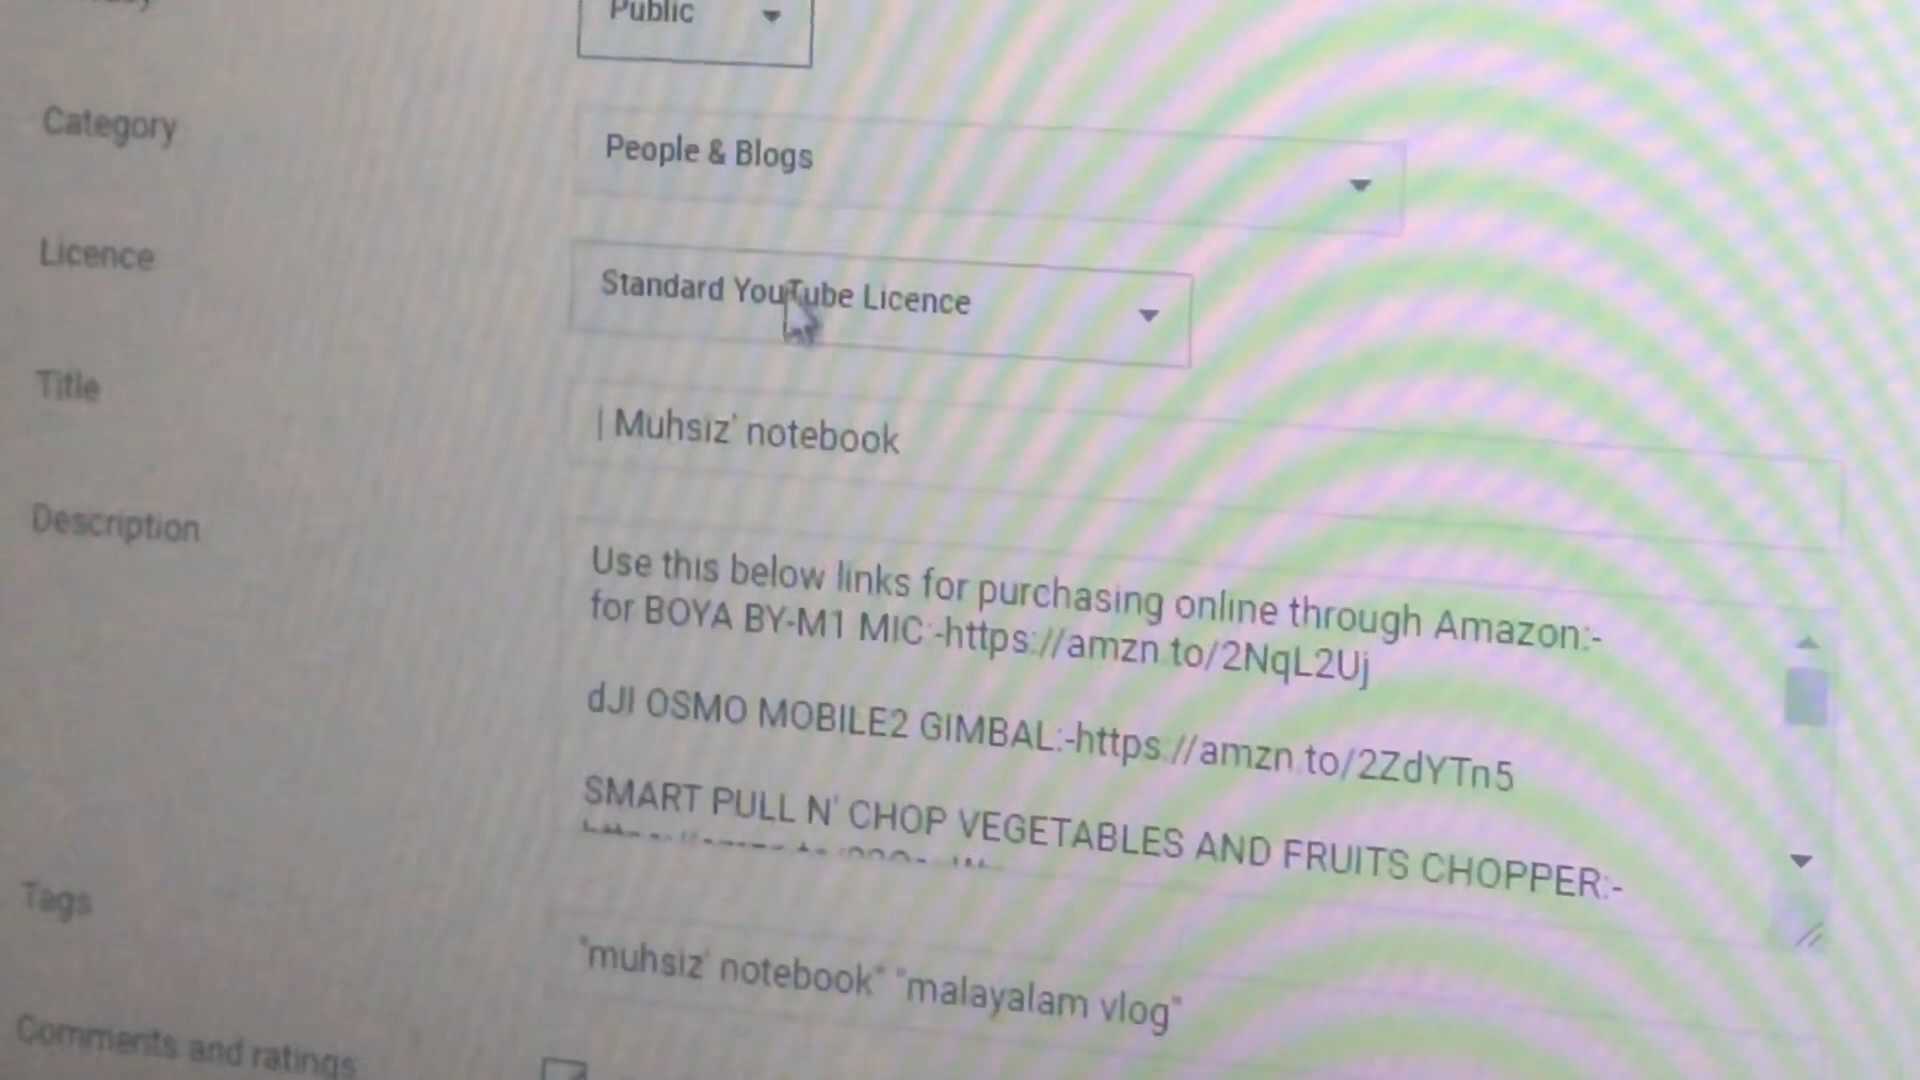 Public
Category
People & Blogs
Licence
Standard YouTube Licence
Title
| Muhsiz' notebook
Description
Use this below links for purchasing online through Amazon:-
for BOYA BY-M1 MIC:-https://amzn.to/2NqL2Uj
dJI OSMO MOBILE2 GIMBAL:-https://amzn.to/2ZdYTn5
SMART PULL N' CHOP VEGETABLES AND FRUITS CHOPPER:-
Tags
"muhsiz' notebook" "malayalam vlog"
Comments and ratings